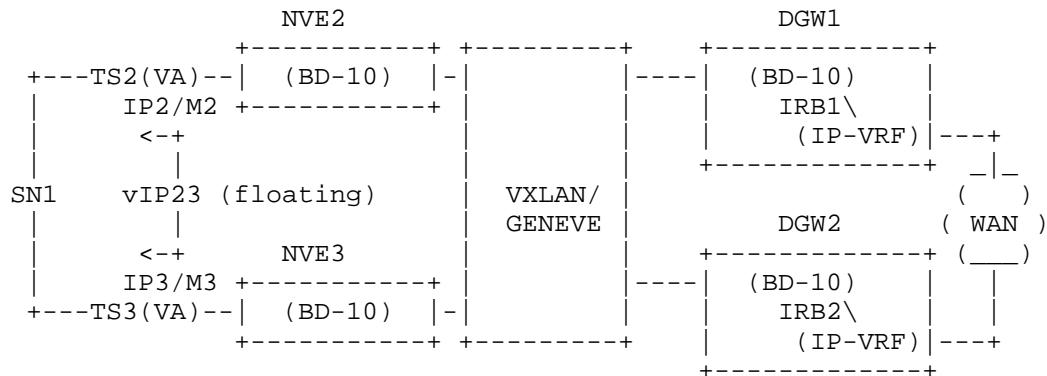 NVE2                             DGW1
                +-----------+ +---------+    +-------------+
  +---TS2(VA)--|  (BD-10)  |-|         |----|  (BD-10)    |
  |      IP2/M2 +-----------+ |         |    |    IRB1\    |
  |        <-+                |         |    |     (IP-VRF)|---+
  |          |                |         |    +-------------+  _|_
 SN1    vIP23 (floating)      |  VXLAN/ |                    (   )
  |          |                |  GENEVE |         DGW2      ( WAN )
  |        <-+      NVE3      |         |    +-------------+ (___)
  |      IP3/M3 +-----------+ |         |----|  (BD-10)    |   |
  +---TS3(VA)--|  (BD-10)  |-|         |    |    IRB2\    |   |
                +-----------+ +---------+    |     (IP-VRF)|---+
                                             +-------------+